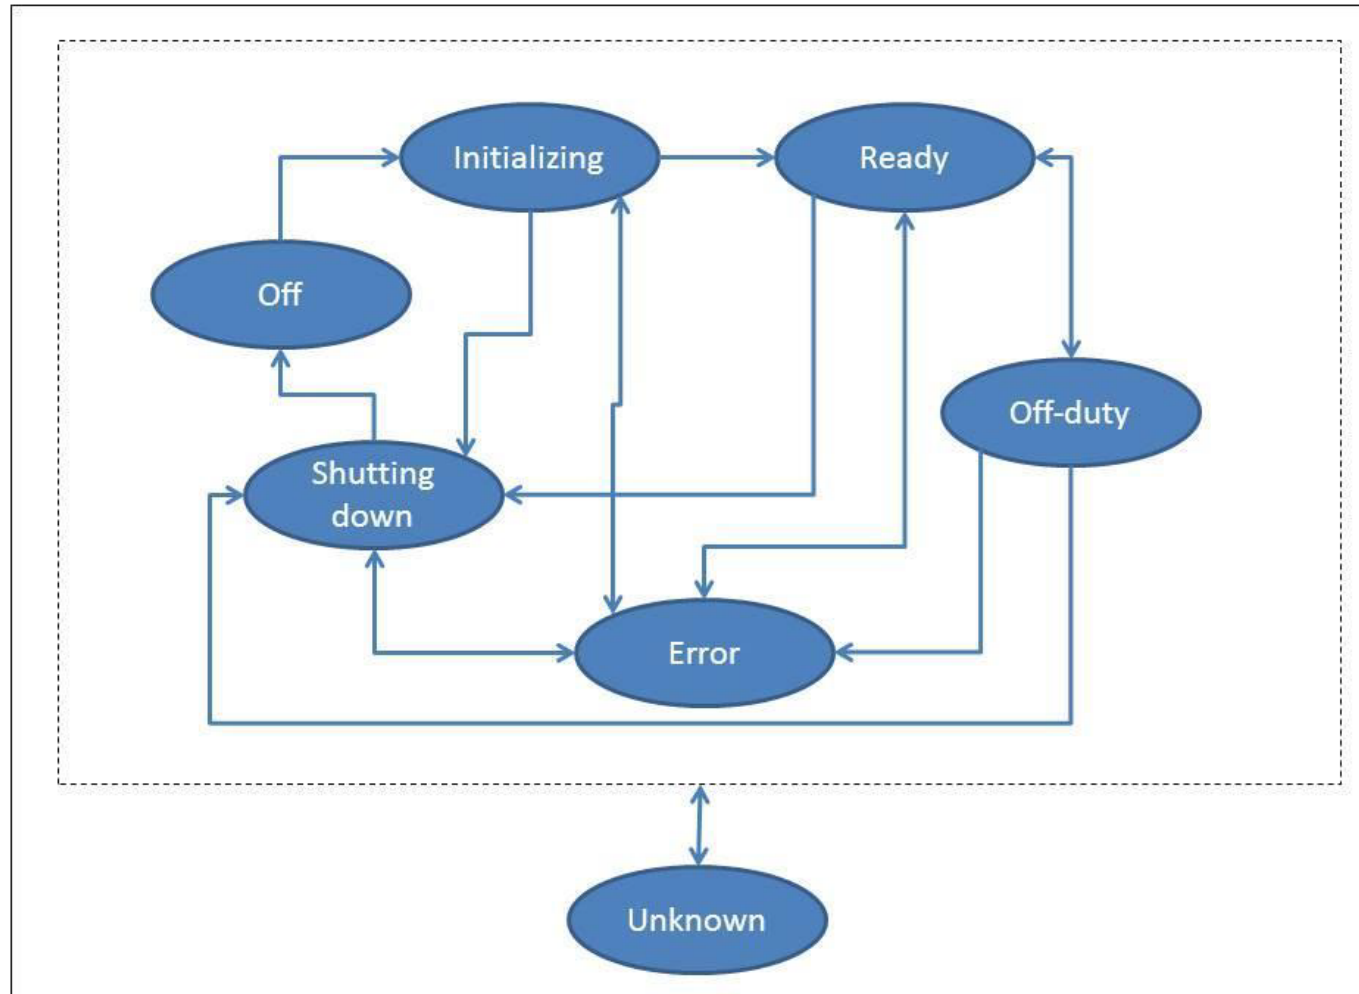 Initializing
Ready
Off
Off-duty
Shutting
down
Error
Unknown